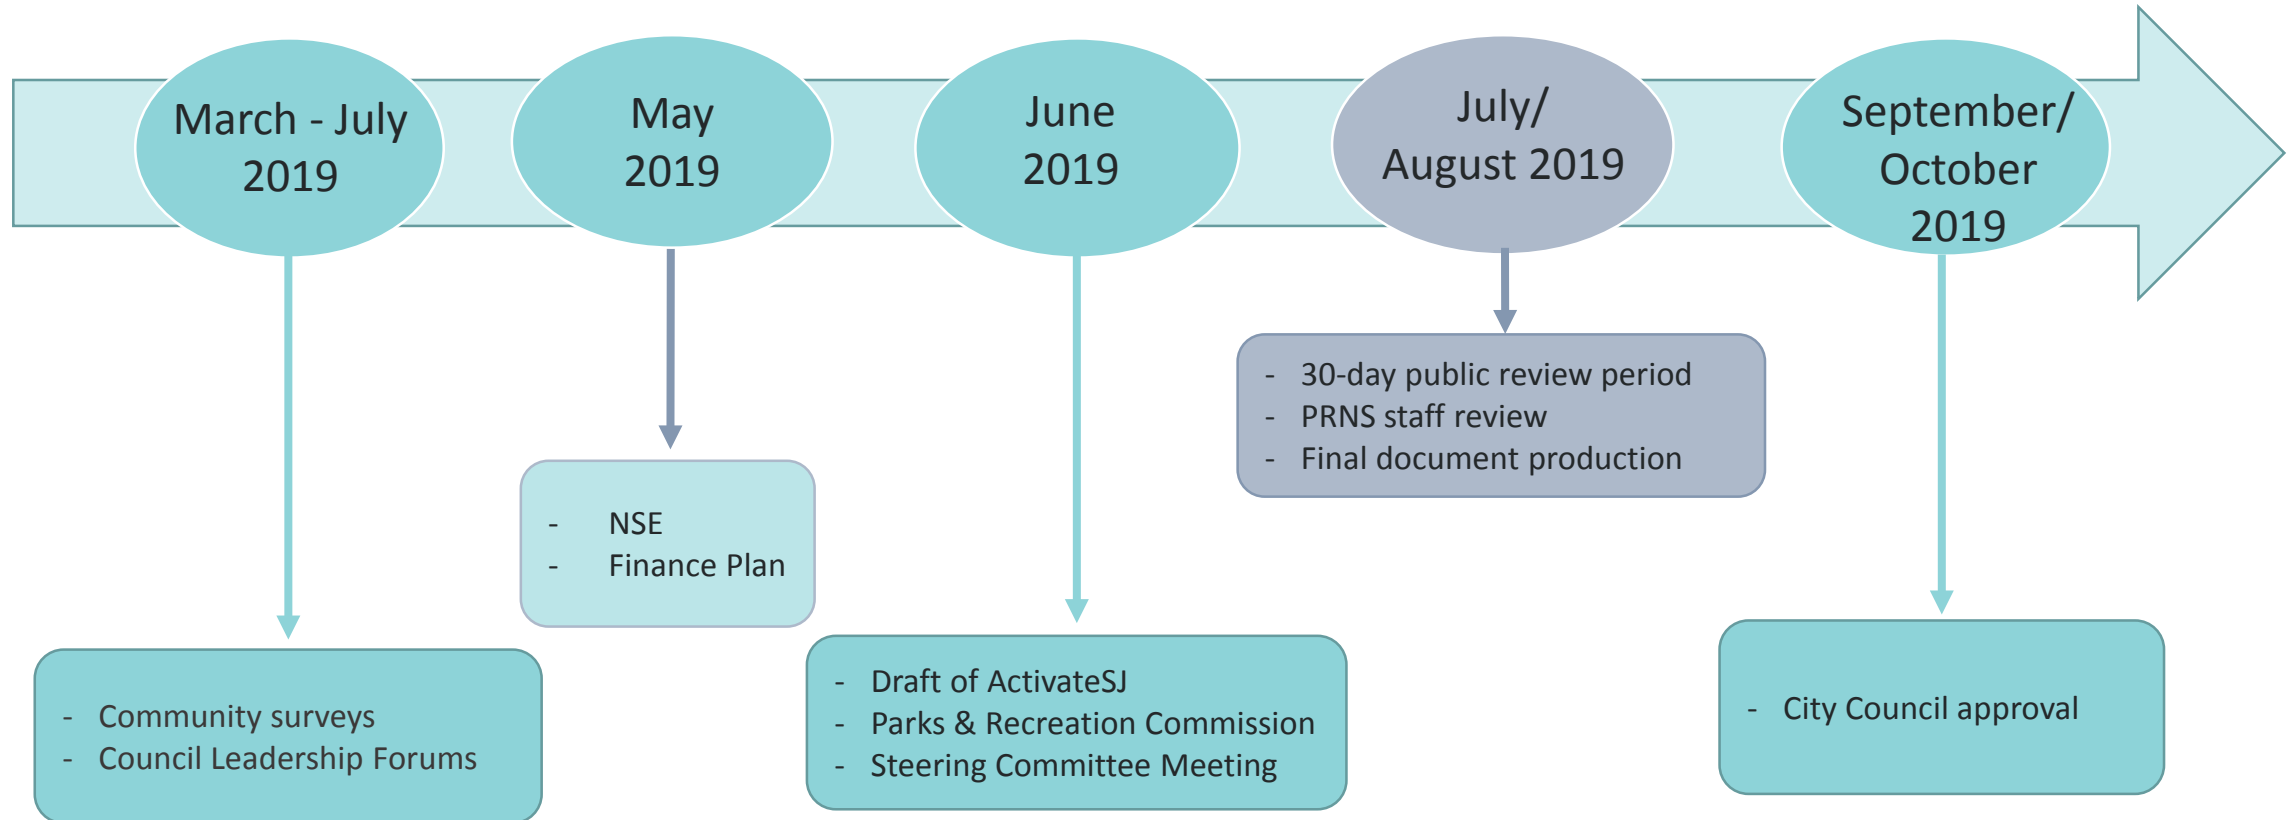 March - July
2019
May
2019
June
2019
July/
August 2019
September/
October
2019
- Community surveys
- Council Leadership Forums
- NSE
- Finance Plan
- Draft of ActivateSJ
- Parks & Recreation Commission
- Steering Committee Meeting
- 30-day public review period
- PRNS staff review
- Final document production
- City Council approval